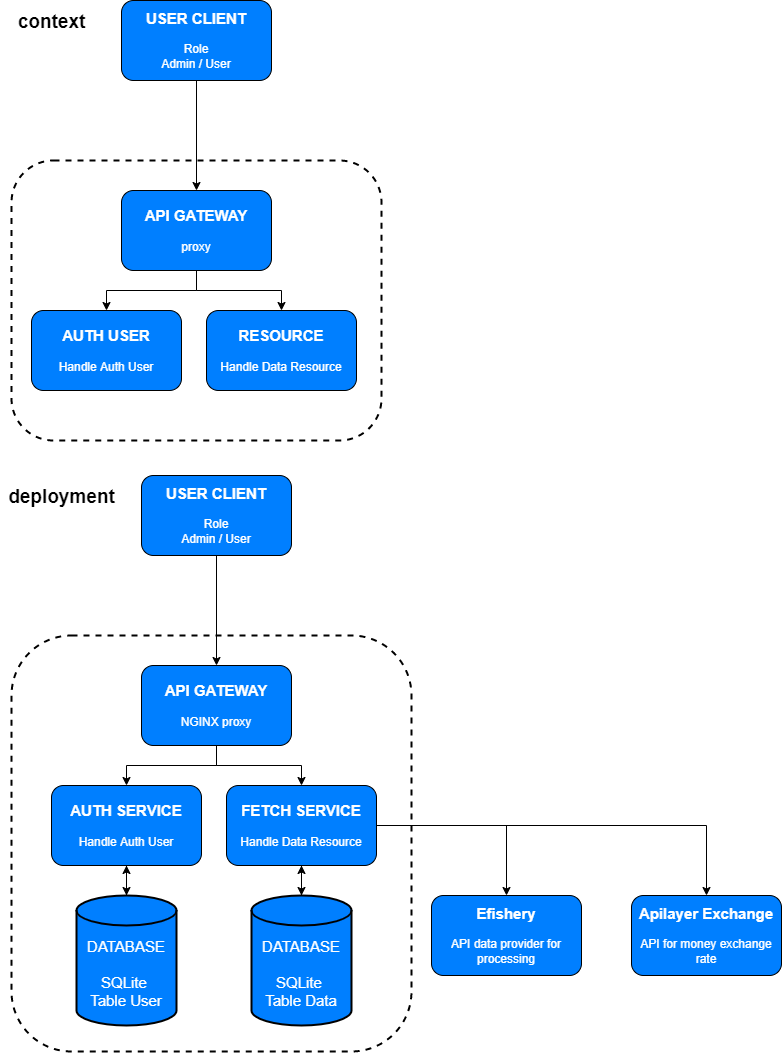 context
USER CLIENT
Role
Admin / User
API GATEWAY
proxy
AUTH USER
Handle Auth User
RESOURCE
Handle Data Resource
deployment
USER CLIENT
Role
Admin / User
API GATEWAY
NGINX proxy
AUTH SERVICE
Handle Auth User
FETCH SERVICE
Handle Data Resource
DATABASE
SQLite
Table User
DATABASE
SQLite
Table Data
Efishery
API data provider for
processing
Apilayer Exchange
API for money exchange
rate